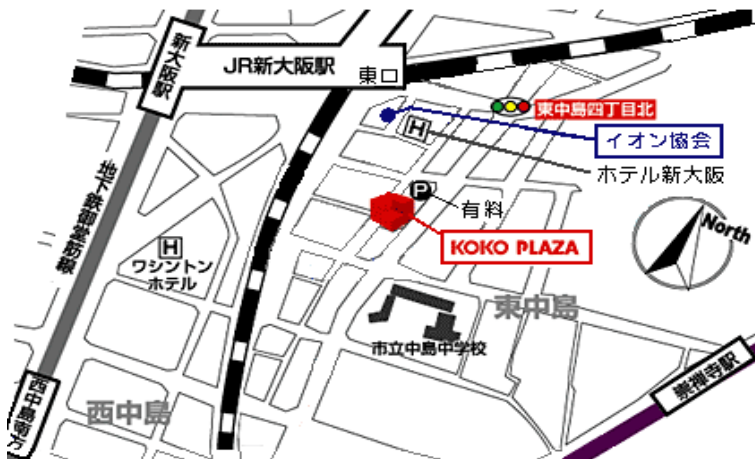 新大阪駅
JR新大阪駅
東口
東中島四丁目北
イオン協会
H
ホテル新大阪
P
有料
KOKO PLAZA
North
地下鉄御堂筋線
H
ワシントン
ホテル
東中島
市立中島中学校
崇禅寺駅
西中島
西中島南方